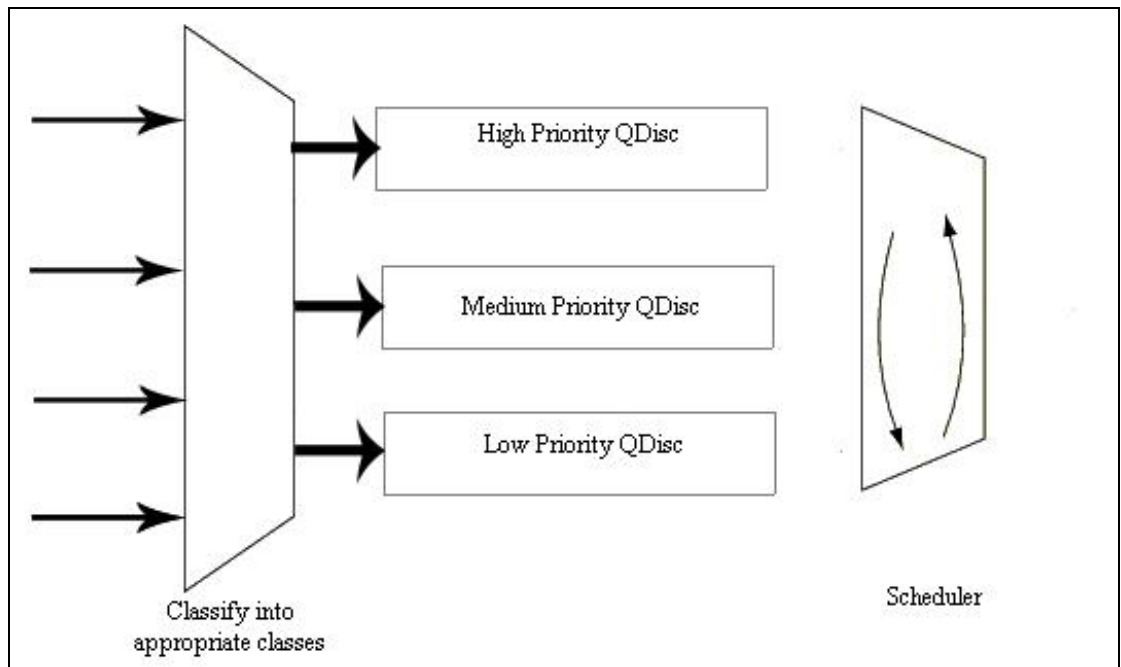 High Priority QDisc
Medium Priority QDisc
Low Priority QDisc
Classify into
appropriate classes
Scheduler